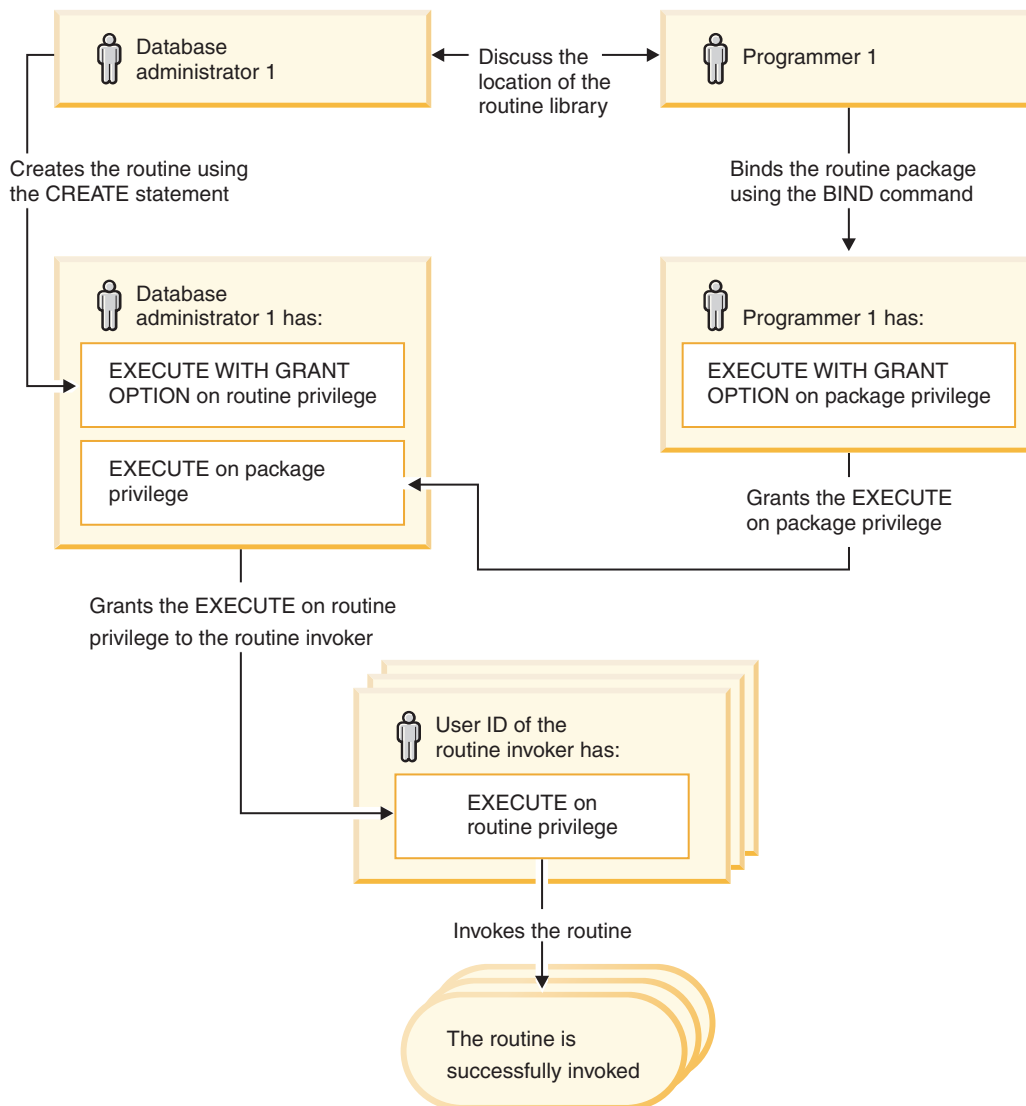 Database
administrator 1
Discuss the
location of the
routine library
Programmer 1
Creates the routine using
the CREATE statement
Binds the routine package
using the BIND command
Database
administrator 1 has:
EXECUTE WITH GRANT
OPTION on routine privilege
EXECUTE on package
privilege
Programmer 1 has:
EXECUTE WITH GRANT
OPTION on package privilege
Grants the EXECUTE
on package privilege
Grants the EXECUTE on routine
privilege to the routine invoker
User ID of the
routine invoker has:
EXECUTE on
routine privilege
Invokes the routine
The routine is
successfully invoked